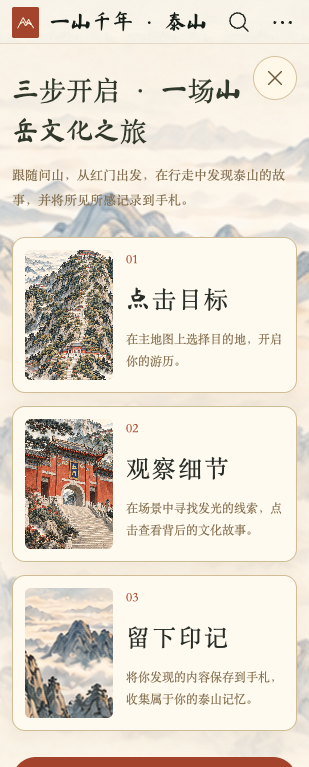 一山千年 · 泰山
三步开启 · 一场山
岳文化之旅
跟随问山，从红门出发，在行走中发现泰山的故
事，并将所见所感记录到手札。
01
点击目标
在主地图上选择目的地，开启
你的游历。
02
观察细节
在场景中寻找发光的线索，点
击查看背后的文化故事。
03
留下印记
将你发现的内容保存到手札，
收集属于你的泰山记忆。